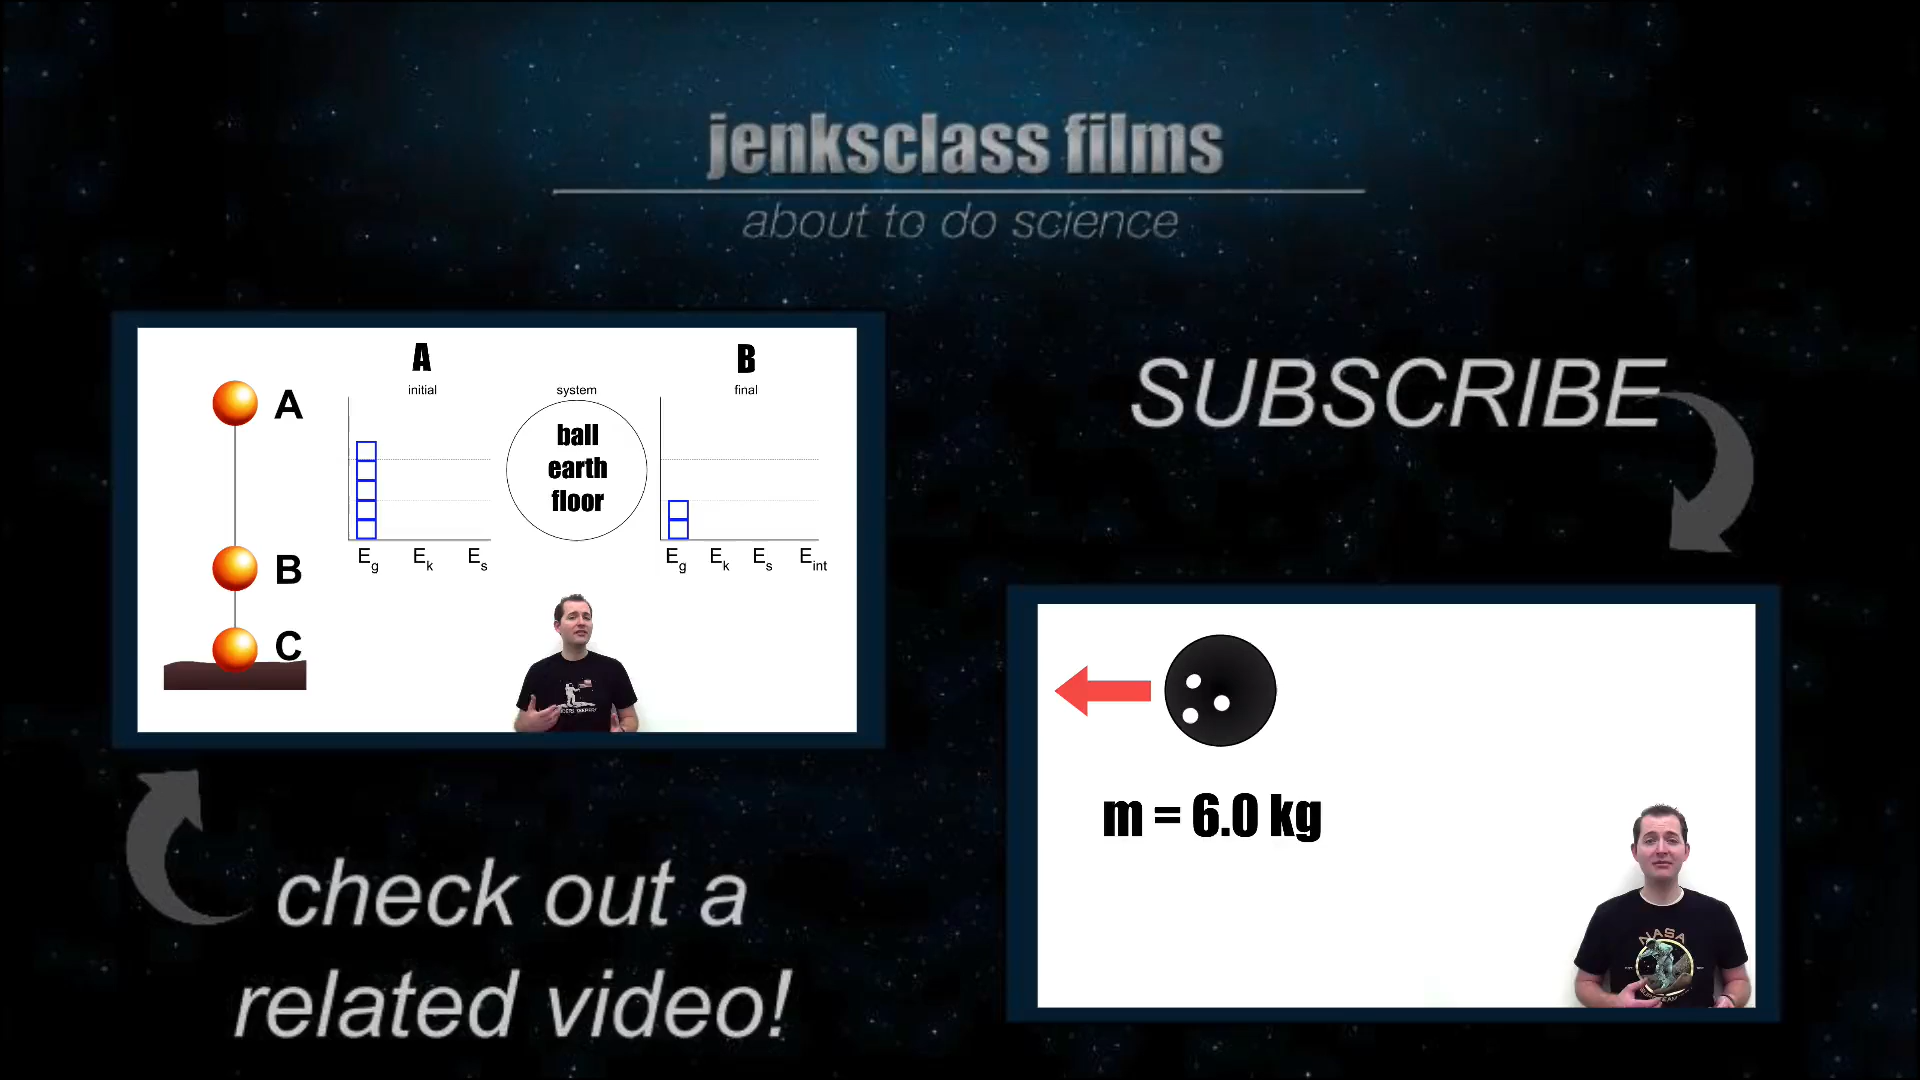 jenksclass films
about to do science
A
B
initial
system
final
A
ball
earth
floor
B
C
Eg Ek Es
Eg Ek Es Eint
SUBSCRIBE
m = 6.0 kg
NASA
check out a
related video!